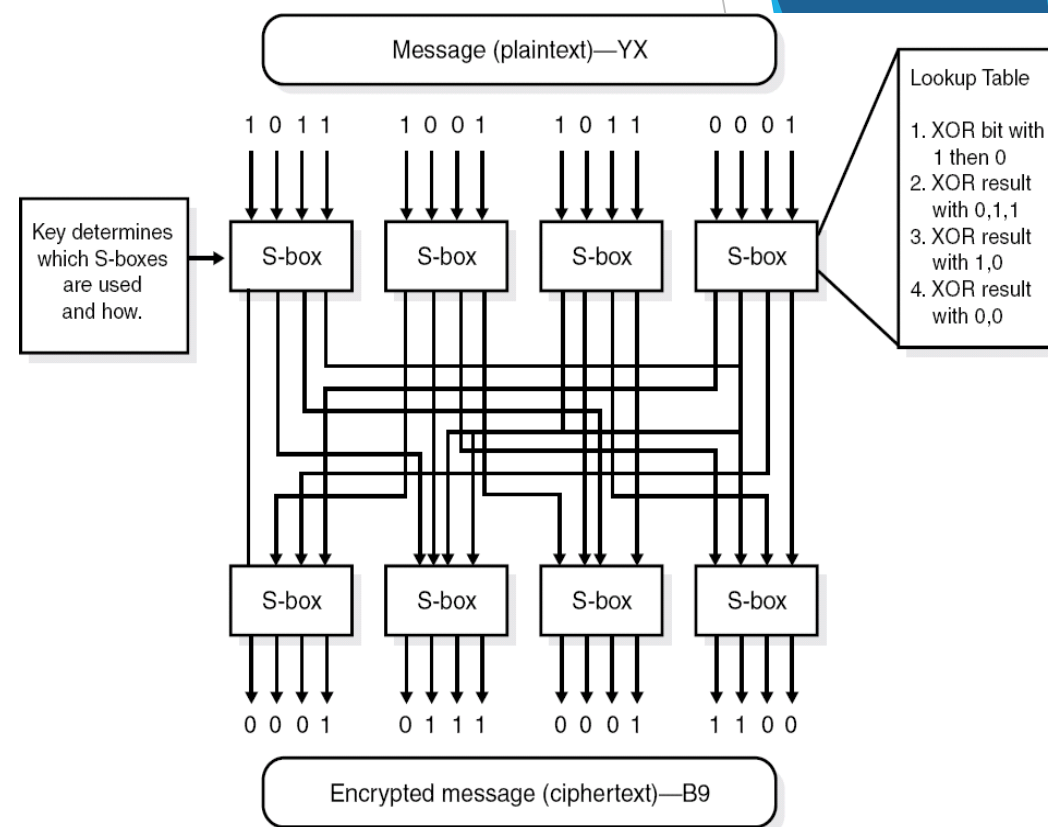 Message (plaintext)—YX
1 0 1 1 1 0 0 1 1 0 1 1 0 0 0 1
Lookup Table
1. XOR bit with
1 then 0
2. XOR result
with 0,1,1
3. XOR result
with 1,0
4. XOR result
with 0,0
Key determines
which S-boxes
are used
and how.
S-box S-box S-box S-box
S-box S-box S-box S-box
0 0 0 1 0 1 1 1 0 0 0 1 1 1 0 0
Encrypted message (ciphertext)—B9